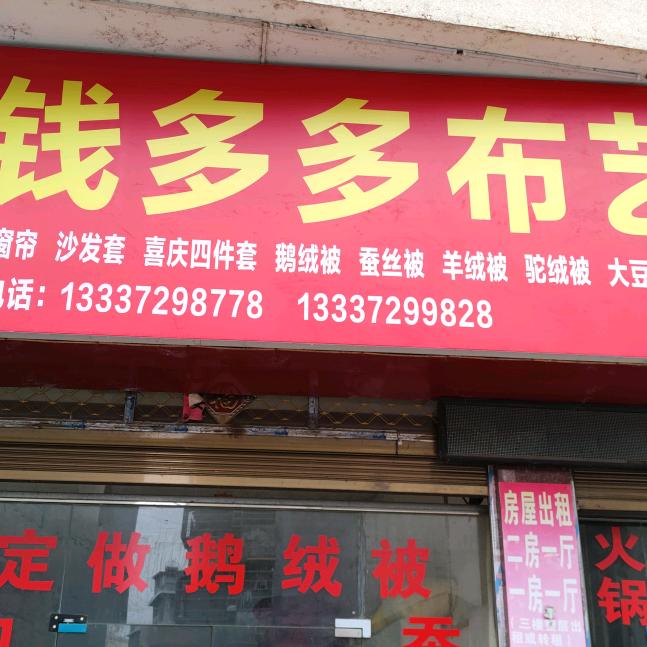 钱多多布艺
窗帘 沙发套 喜庆四件套 鹅绒被 蚕丝被 羊绒被 驼绒被 大豆
电话：13337298778 13337299828
定做鹅绒被
蚕
房屋出租
二房一厅
一房一厅
火
锅